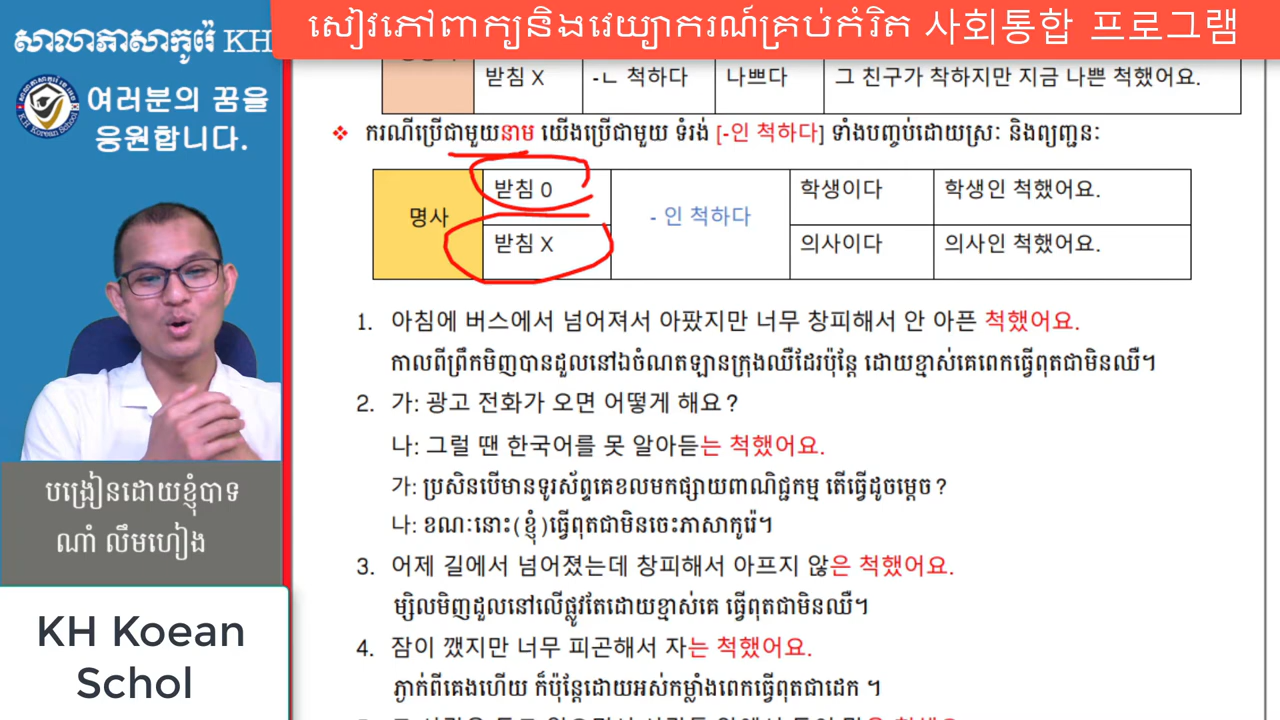 សៀវភៅពាក្យនិងវេយ្យាករណ៍គ្រប់កំរិត 사회통합 프로그램
សាលាភាសាកូរ៉េ KH
여러분의 꿈을
응원합니다.
받침 X
-ㄴ 척하다
나쁘다
그 친구가 착하지만 지금 나쁜 척했어요.
❖ ករណីប្រើជាមួយនាម យើងប្រើជាមួយ ទំរង់ [-인 척하다] ទាំងបញ្ចប់ដោយស្រៈ និងព្យញ្ជនៈ
명사
받침 0
- 인 척하다
학생이다
학생인 척했어요.
받침 X
의사이다
의사인 척했어요.
1. 아침에 버스에서 넘어져서 아팠지만 너무 창피해서 안 아픈 척했어요.
កាលពីព្រឹកមិញបានដួលនៅឯចំណតឡានក្រុងឈឺដែរប៉ុន្តែ ដោយខ្មាស់គេពេកធ្វើពុតជាមិនឈឺ។
2. 가: 광고 전화가 오면 어떻게 해요?
나: 그럴 땐 한국어를 못 알아듣는 척했어요.
가: ប្រសិនបើមានទូរស័ព្ទគេខលមកផ្សាយពាណិជ្ជកម្ម តើធ្វើដូចម្ដេច?
나: ខណៈនោះ(ខ្ញុំ)ធ្វើពុតជាមិនចេះភាសាកូរ៉េ។
3. 어제 길에서 넘어졌는데 창피해서 아프지 않은 척했어요.
ម្សិលមិញដួលនៅលើផ្លូវតែដោយខ្មាស់គេ ធ្វើពុតជាមិនឈឺ។
4. 잠이 깼지만 너무 피곤해서 자는 척했어요.
ភ្ញាក់ពីគេងហើយ ក៏ប៉ុន្តែដោយអស់កម្លាំងពេកធ្វើពុតជាដេក ។
បង្រៀនដោយខ្ញុំបាទ
ណាំ លឹមហៀង
KH Koean
Schol